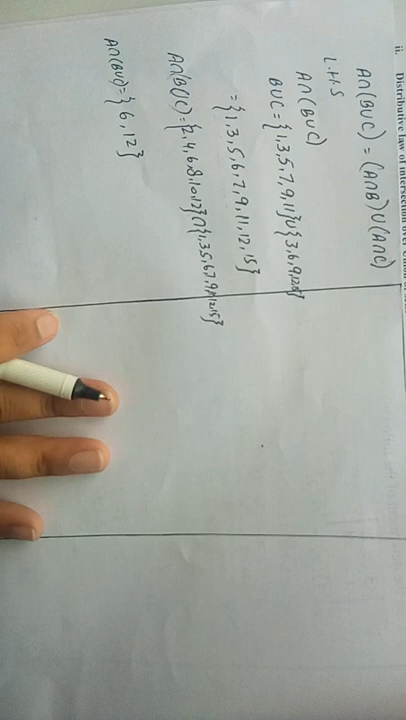 ii. Distributive law of intersection over Union
A∩(B∪C) = (A∩B)∪(A∩C)
L.H.S
A∩(B∪C)
B∪C = {1,3,5,7,9,11}∪{3,6,9,12,15}
= {1,3,5,6,7,9,11,12,15}
A∩(B∪C) = {2,4,6,8,10,12}∩{1,3,5,6,7,9,11,12,15}
A∩(B∪C) = {6,12}